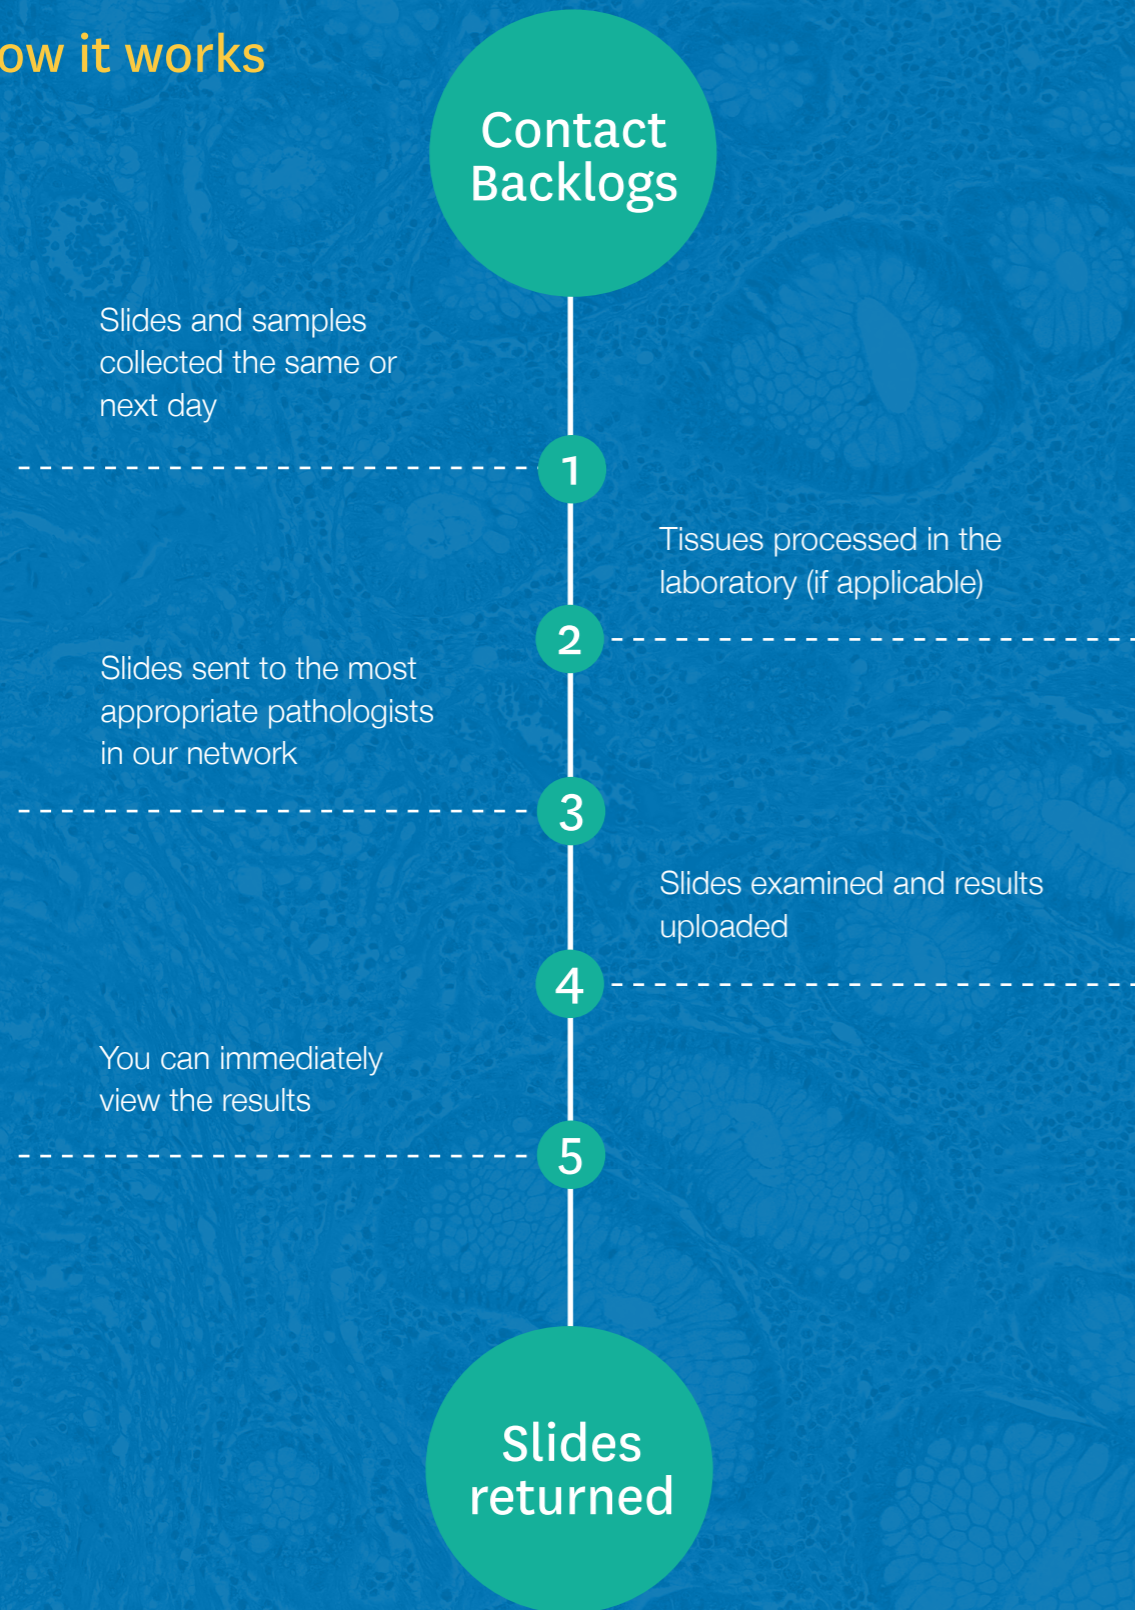 ow it works
Contact
Backlogs
Slides and samples
collected the same or
next day
1
Tissues processed in the
laboratory (if applicable)
2
Slides sent to the most
appropriate pathologists
in our network
3
Slides examined and results
uploaded
4
You can immediately
view the results
5
Slides
returned